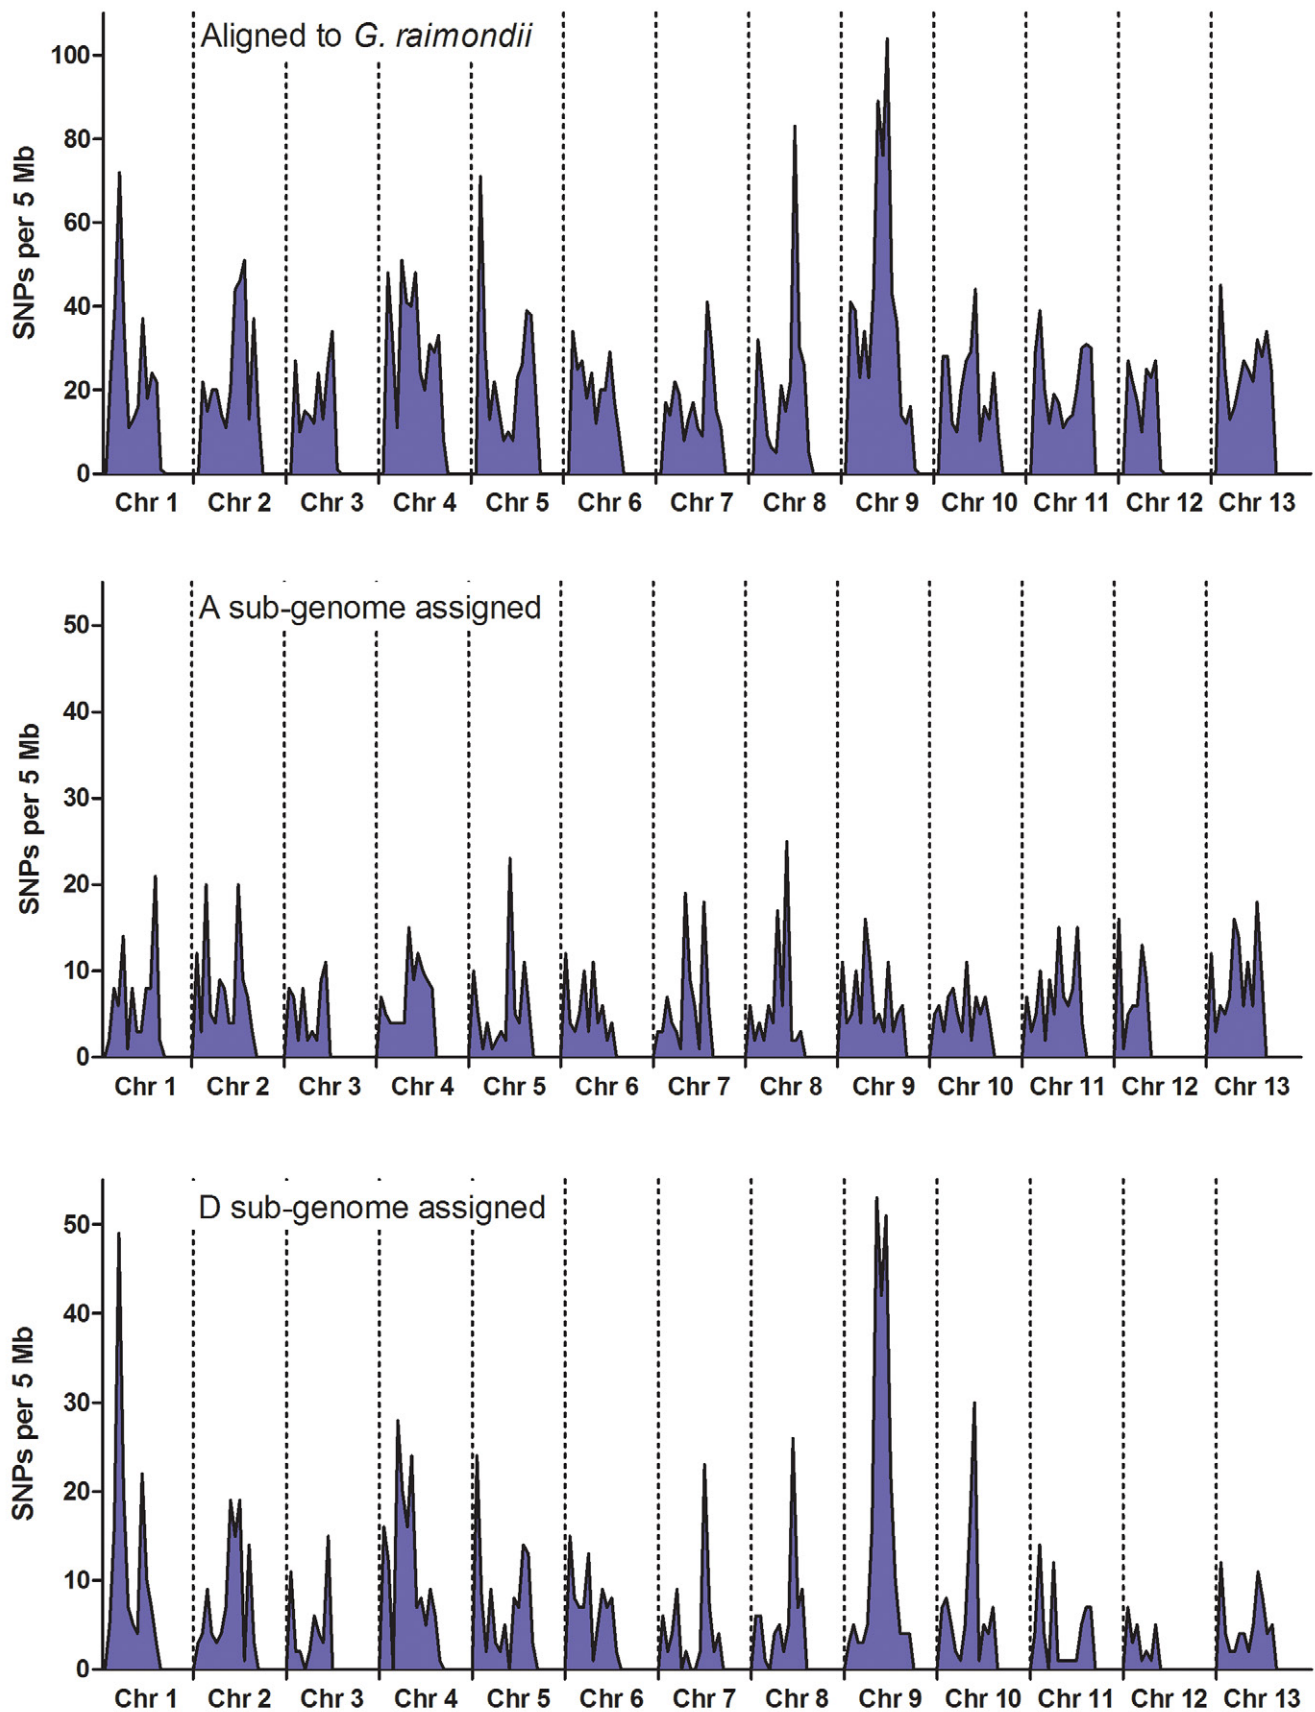 Aligned to G. raimondii
SNPs per 5 Mb
100
80
60
40
20
0
Chr 1 Chr 2 Chr 3 Chr 4 Chr 5 Chr 6 Chr 7 Chr 8 Chr 9 Chr 10 Chr 11 Chr 12 Chr 13
A sub-genome assigned
SNPs per 5 Mb
50
40
30
20
10
0
Chr 1 Chr 2 Chr 3 Chr 4 Chr 5 Chr 6 Chr 7 Chr 8 Chr 9 Chr 10 Chr 11 Chr 12 Chr 13
D sub-genome assigned
SNPs per 5 Mb
50
40
30
20
10
0
Chr 1 Chr 2 Chr 3 Chr 4 Chr 5 Chr 6 Chr 7 Chr 8 Chr 9 Chr 10 Chr 11 Chr 12 Chr 13